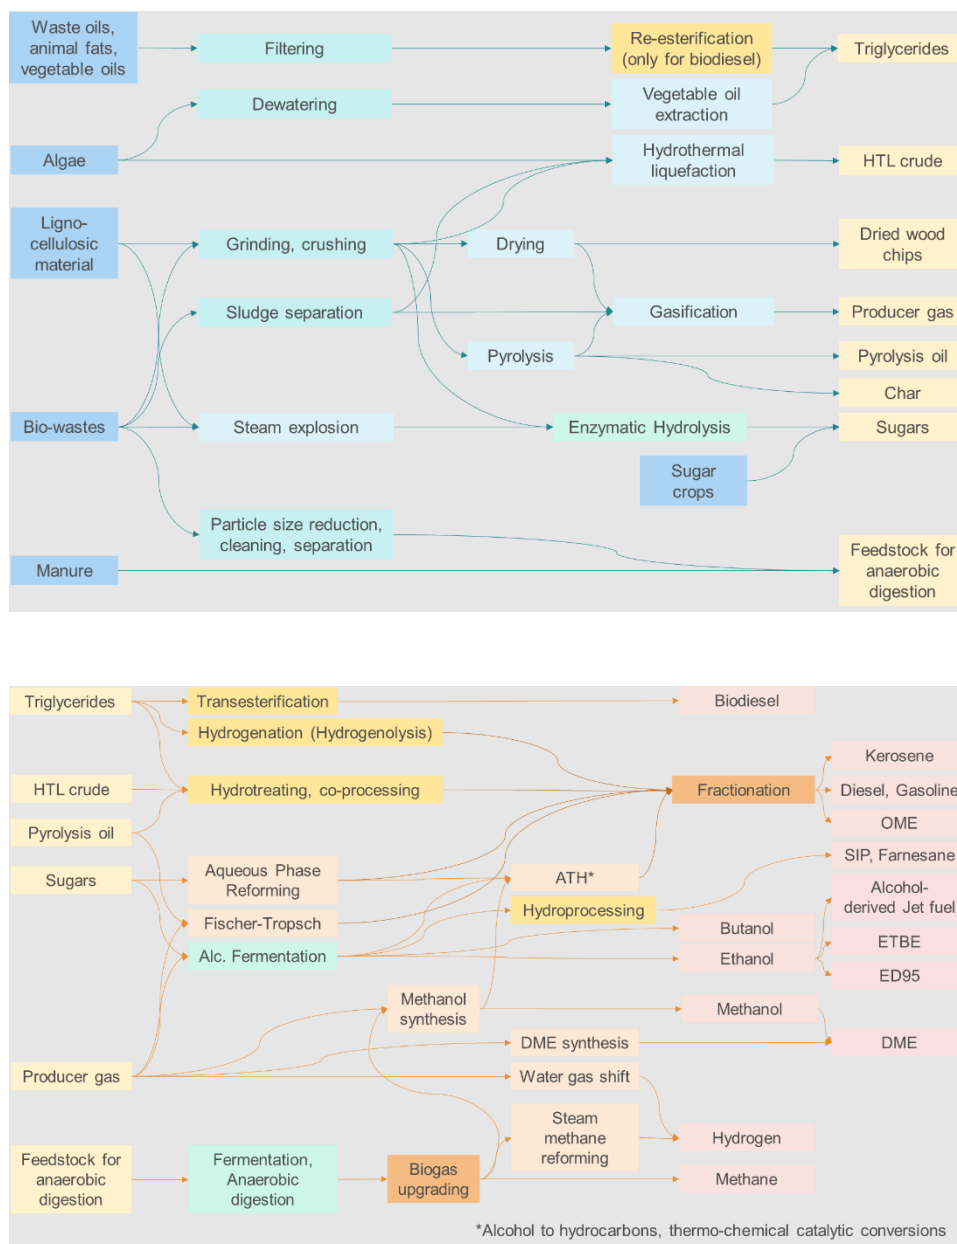 Waste oils,
animal fats,
vegetable oils
Filtering
Re-esterification
(only for biodiesel)
Triglycerides
Dewatering
Vegetable oil
extraction
Algae
Hydrothermal
liquefaction
HTL crude
Ligno-
cellulosic
material
Grinding, crushing
Drying
Dried wood
chips
Sludge separation
Gasification
Producer gas
Pyrolysis
Pyrolysis oil
Char
Bio-wastes
Steam explosion
Enzymatic Hydrolysis
Sugars
Sugar
crops
Particle size reduction,
cleaning, separation
Manure
Feedstock for
anaerobic
digestion
Triglycerides
Transesterification
Biodiesel
Hydrogenation (Hydrogenolysis)
Kerosene
HTL crude
Hydrotreating, co-processing
Fractionation
Diesel, Gasoline
Pyrolysis oil
OME
Sugars
Aqueous Phase
Reforming
ATH*
SIP, Farnesane
Fischer-Tropsch
Hydroprocessing
Alcohol-
derived Jet fuel
Alc. Fermentation
Butanol
Ethanol
ETBE
ED95
Methanol
synthesis
Methanol
DME synthesis
DME
Producer gas
Water gas shift
Steam
methane
reforming
Hydrogen
Feedstock for
anaerobic
digestion
Fermentation,
Anaerobic
digestion
Biogas
upgrading
Methane
*Alcohol to hydrocarbons, thermo-chemical catalytic conversions